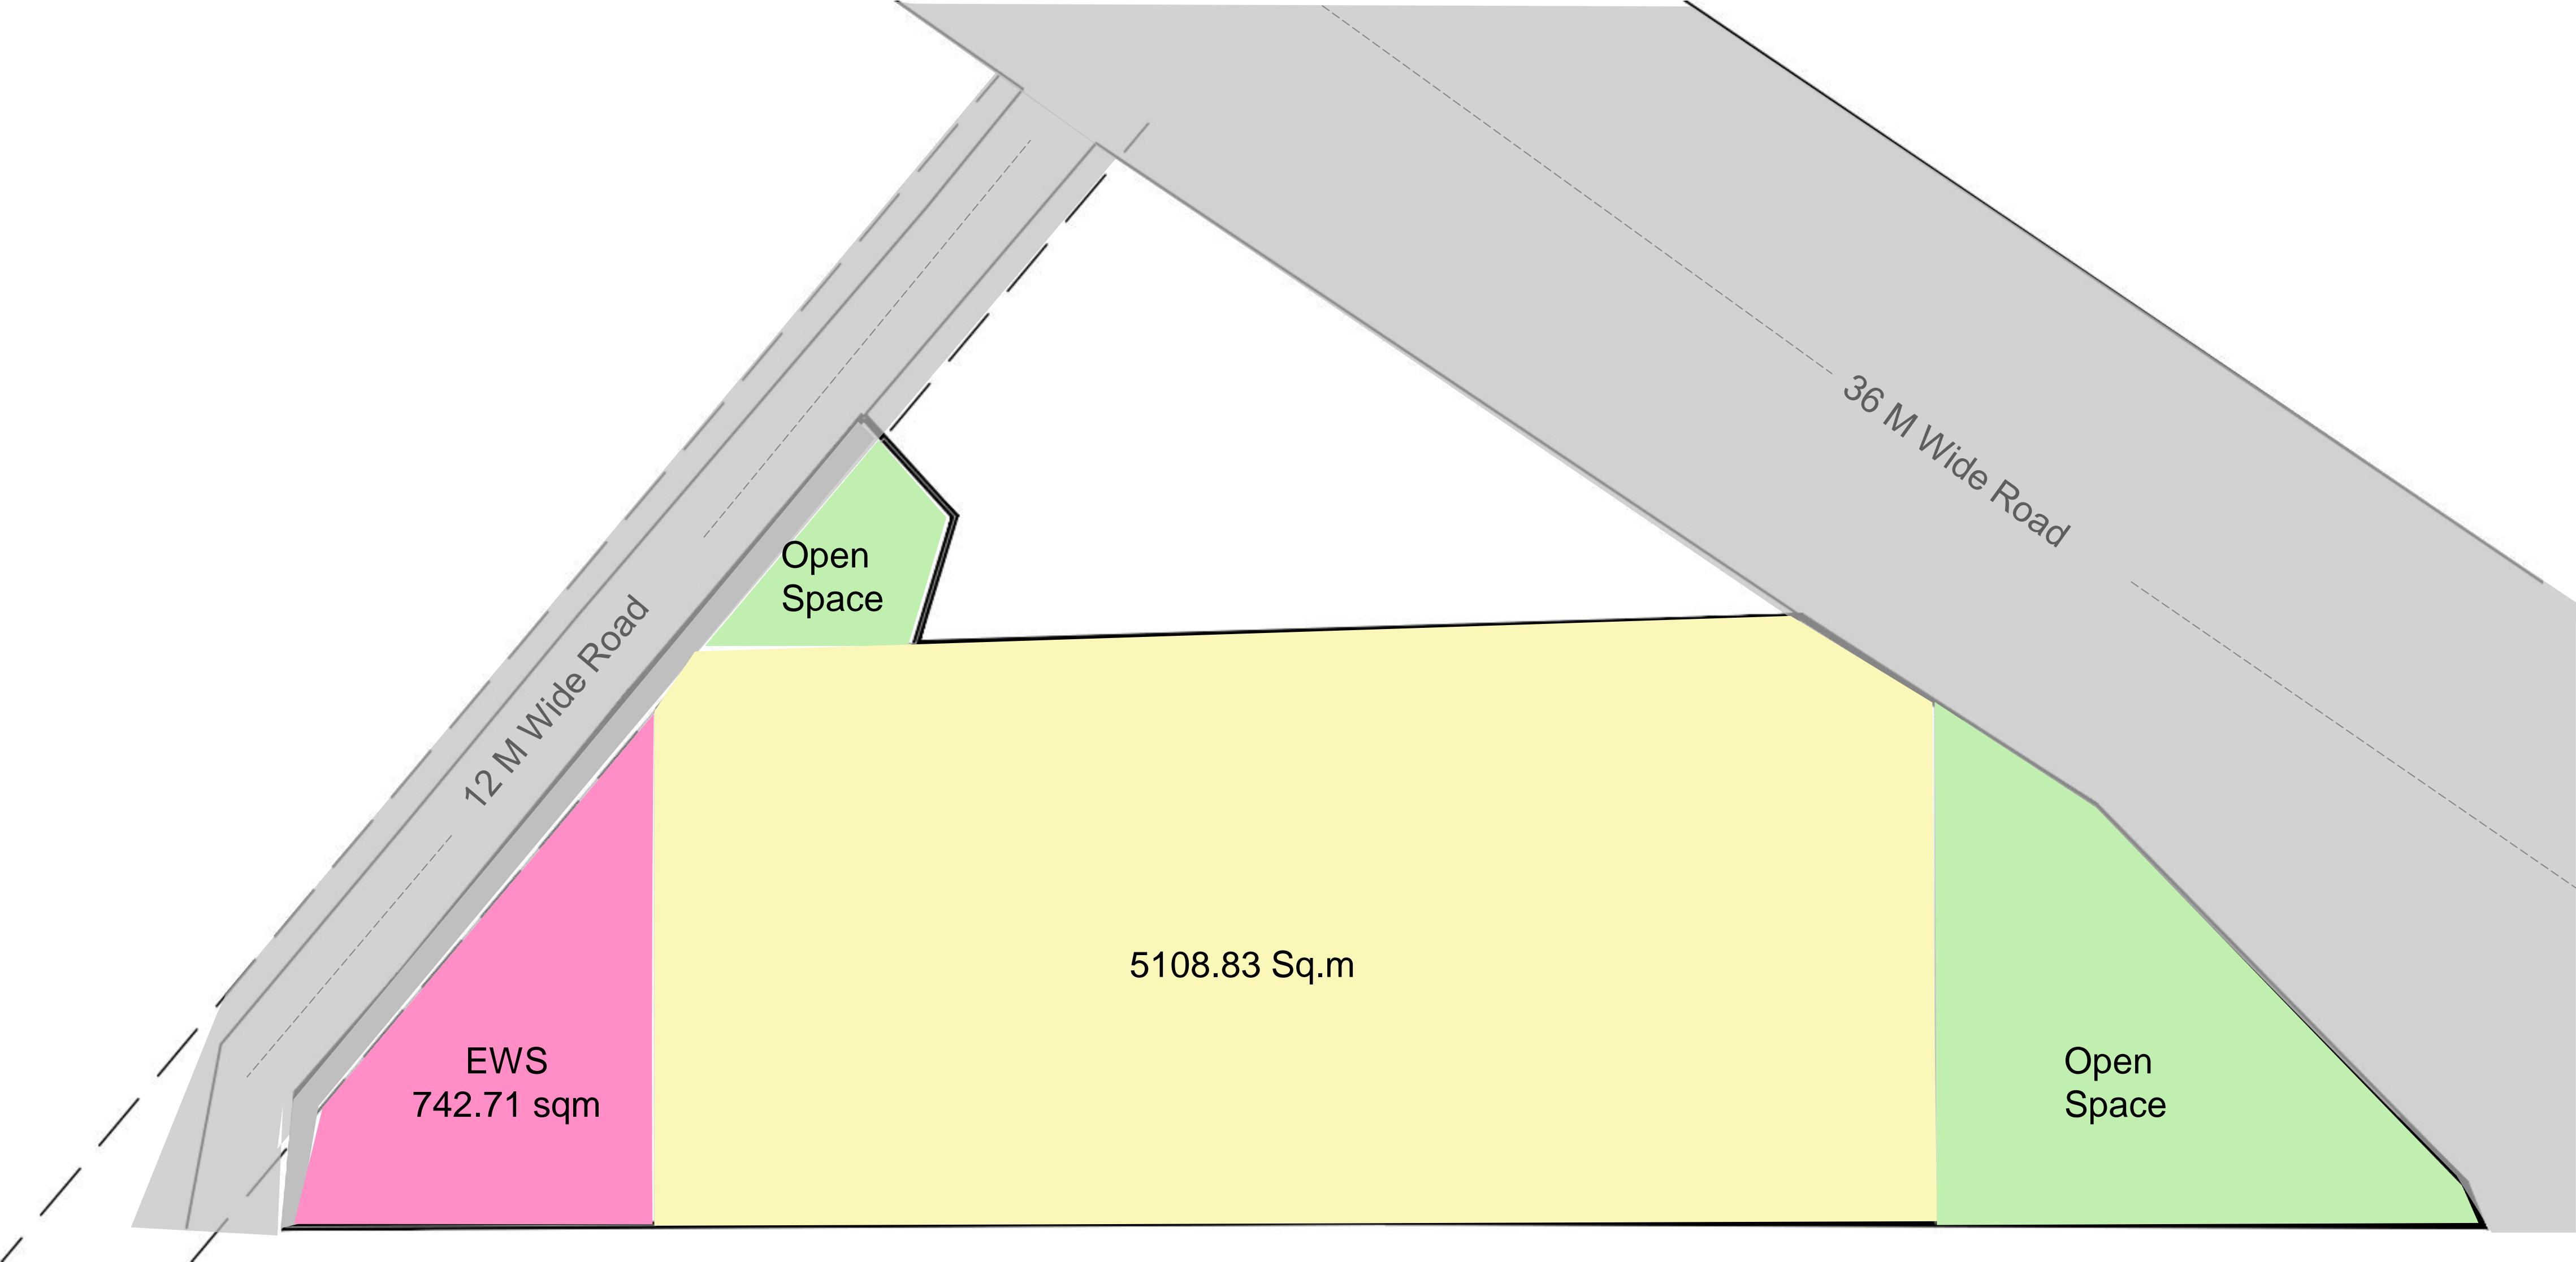 36 M Wide Road
Open
Space
12 M Wide Road
5108.83 Sq.m
EWS
742.71 sqm
Open
Space